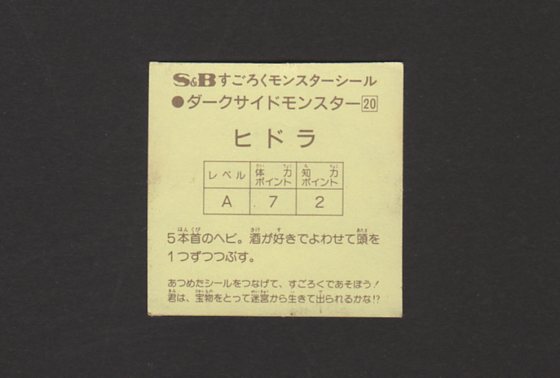 S&Bすごろくモンスターシール
●ダークサイドモンスター20
ヒドラ
レベル 体力ポイント 知力ポイント
A 7 2
5本首のヘビ。酒が好きでよわせて頭を
1つずつつぶす。
あつめたシールをつなげて、すごろくであそぼう!
君は、宝物をとって迷宮から生きて出られるかな!?